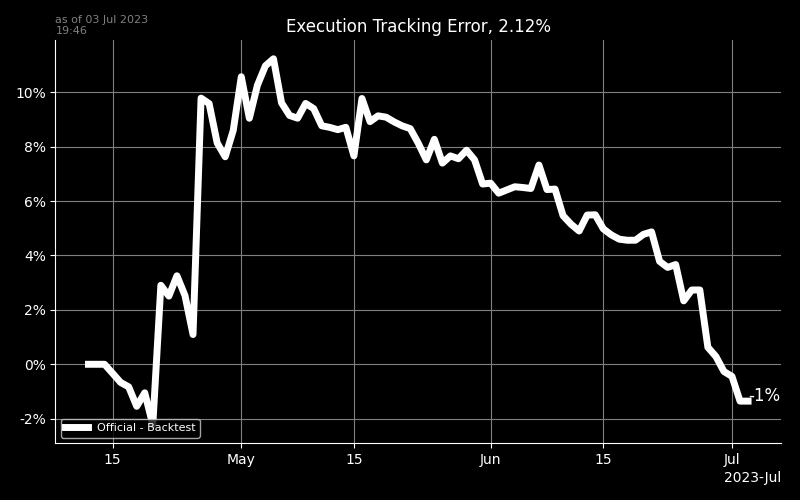 as of 03 Jul 2023
19:46
Execution Tracking Error, 2.12%
10%
8%
6%
4%
2%
0%
-2%
-1%
Official - Backtest
15
May
15
Jun
15
Jul
2023-Jul